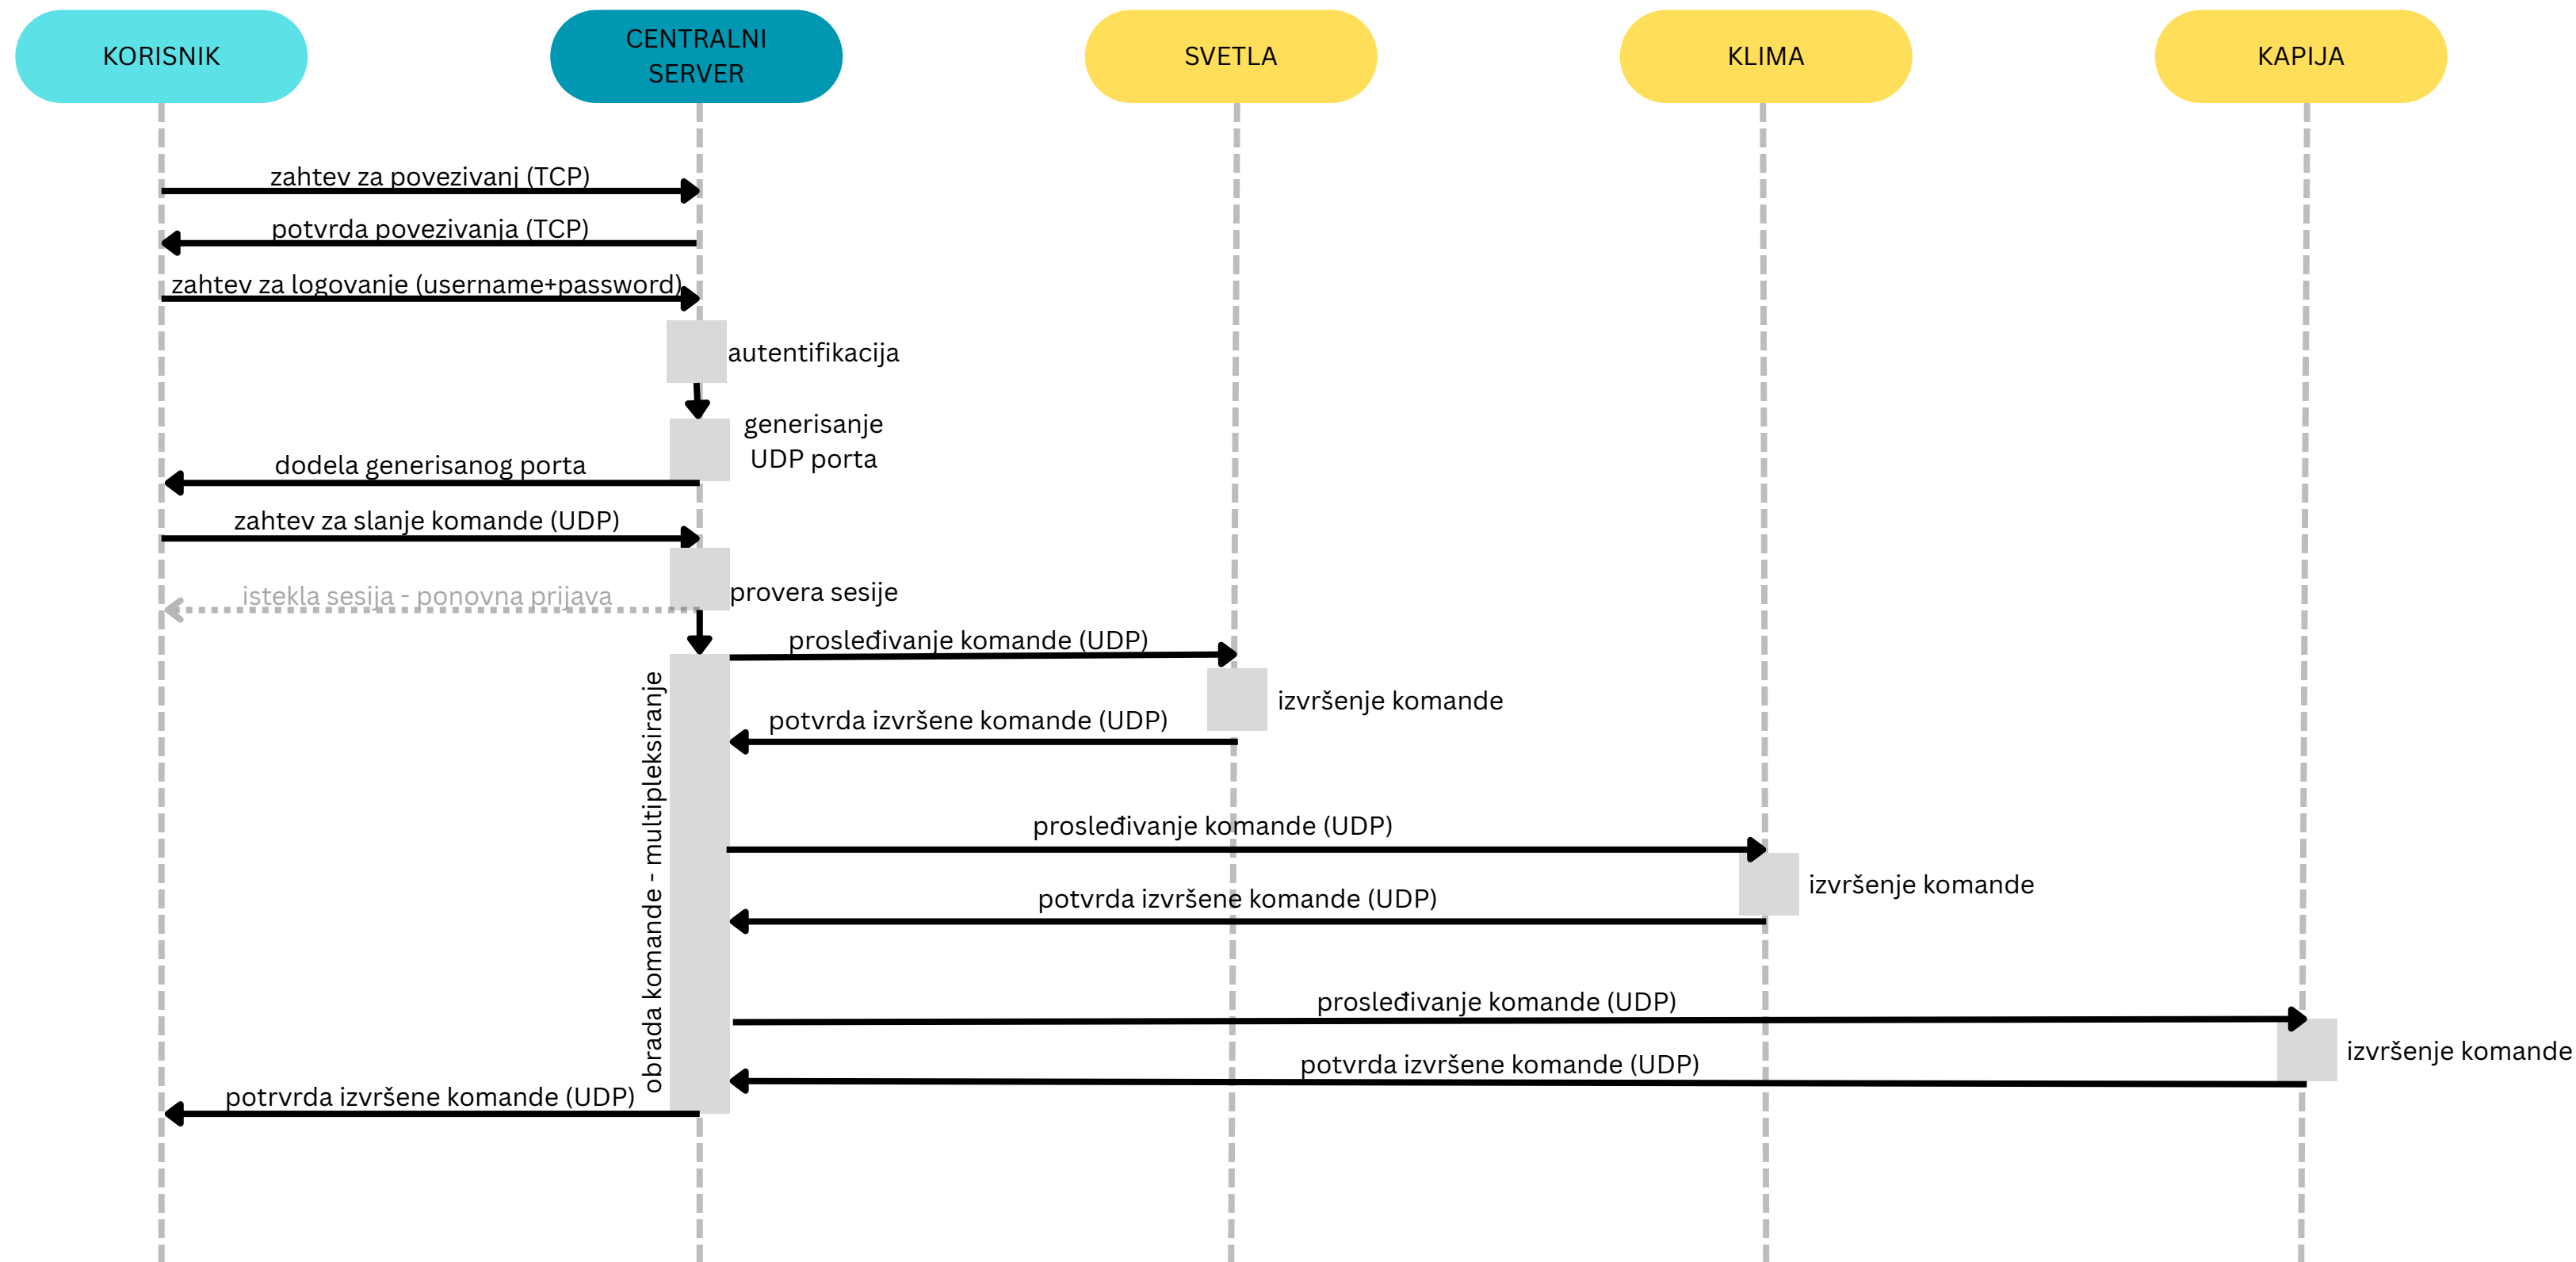 KORISNIK
CENTRALNI
SERVER
SVETLA
KLIMA
KAPIJA
zahtev za povezivanj (TCP)
potvrda povezivanja (TCP)
zahtev za logovanje (username+password)
autentifikacija
generisanje
UDP porta
dodela generisanog porta
zahtev za slanje komande (UDP)
provera sesije
istekla sesija - ponovna prijava
prosleđivanje komande (UDP)
izvršenje komande
potvrda izvršene komande (UDP)
obrada komande - multipleksiranje
prosleđivanje komande (UDP)
izvršenje komande
potvrda izvršene komande (UDP)
prosleđivanje komande (UDP)
izvršenje komande
potvrda izvršene komande (UDP)
potrvrda izvršene komande (UDP)